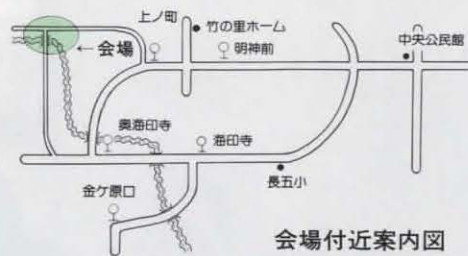 上ノ町
竹の里ホーム
明神前
中央公民館
← 会場
奥海印寺
海印寺
長五小
金ケ原口
会場付近案内図